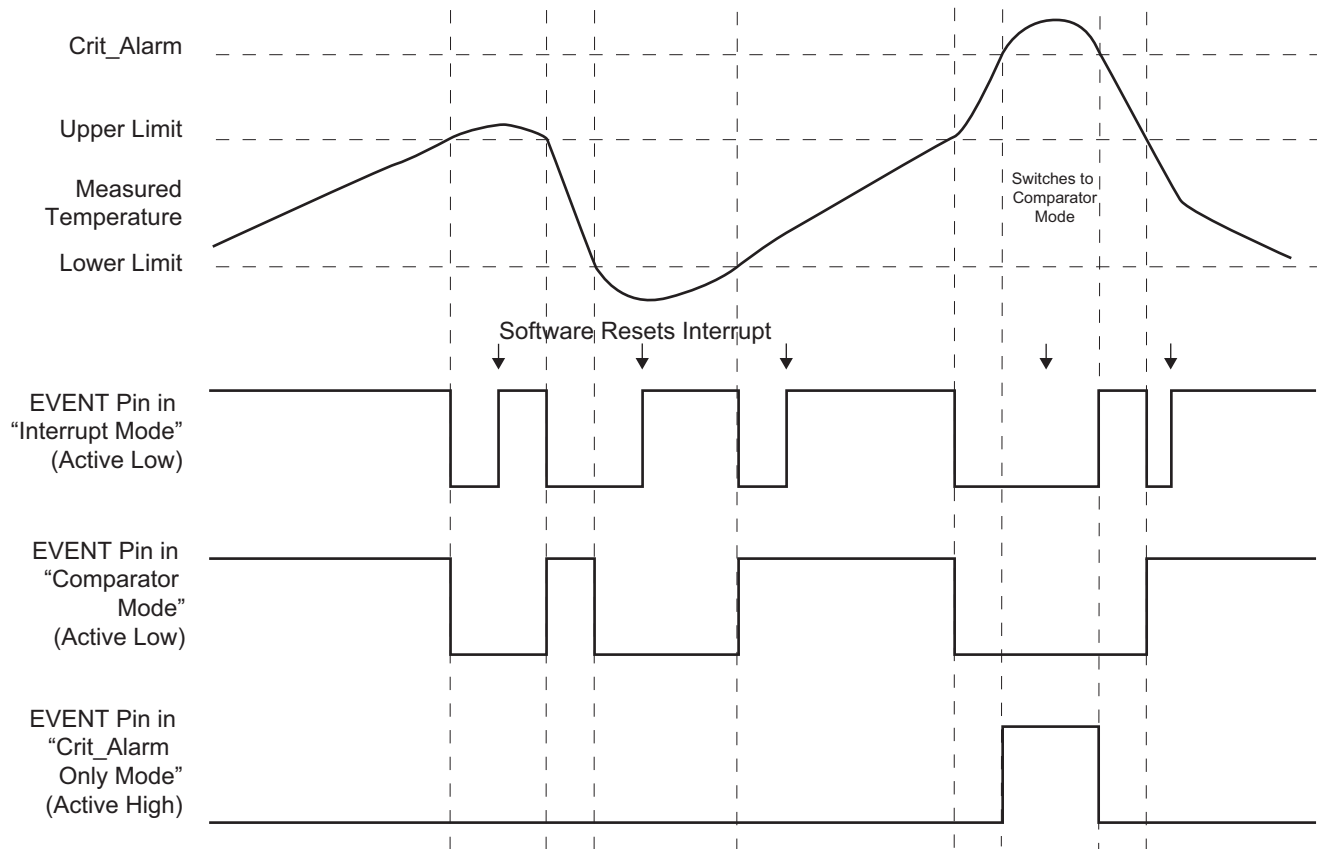 Crit_Alarm
Upper Limit
Measured
Temperature
Lower Limit
Switches to
Comparator
Mode
Software Resets Interrupt
EVENT Pin in
“Interrupt Mode”
(Active Low)
EVENT Pin in
“Comparator
Mode”
(Active Low)
EVENT Pin in
“Crit_Alarm
Only Mode”
(Active High)